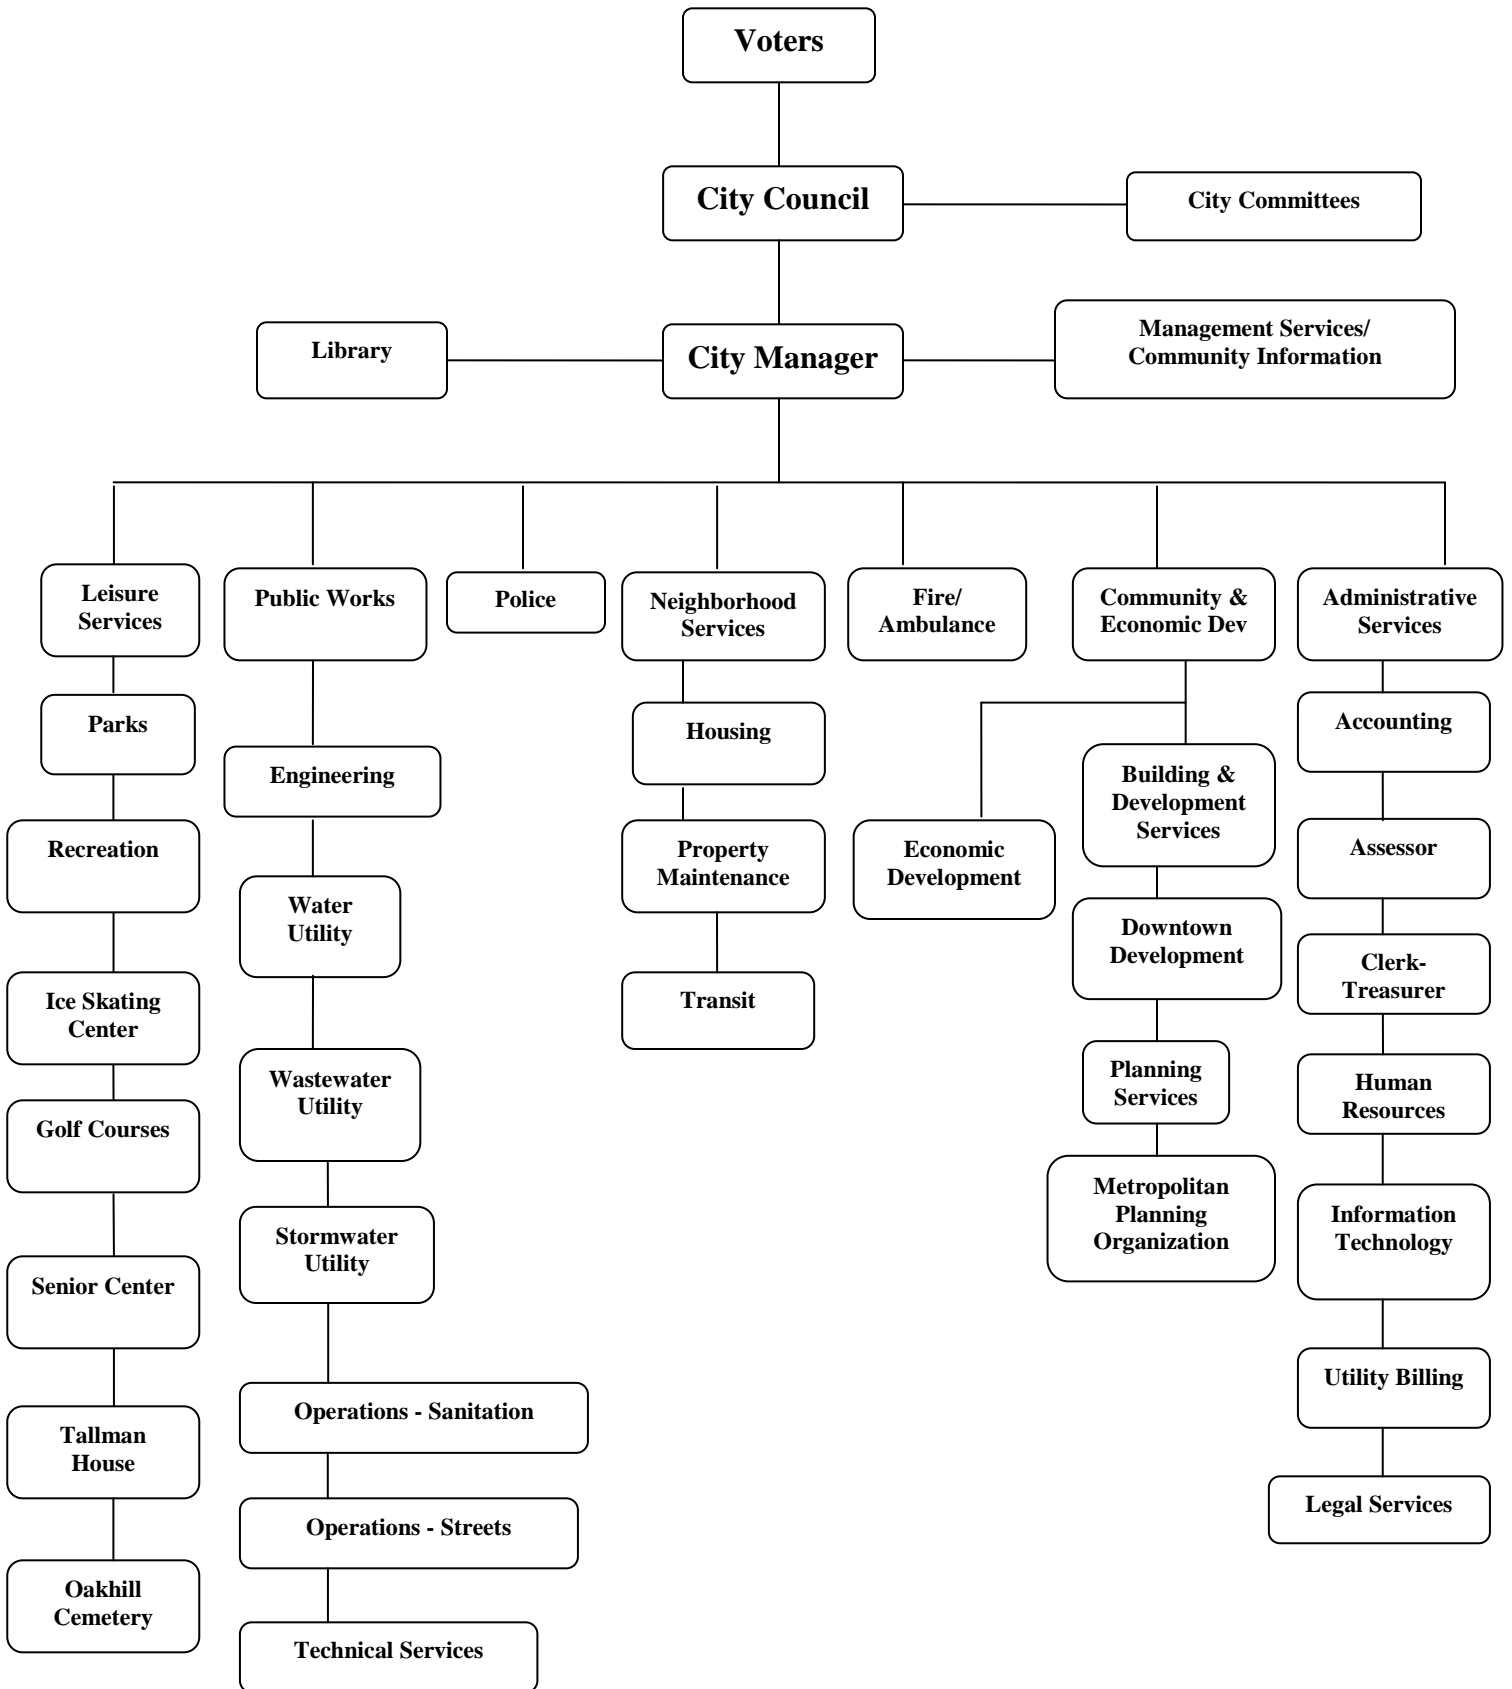 Voters
City Council
City Committees
Library
City Manager
Management Services/
Community Information
Leisure
Services
Public Works
Police
Neighborhood
Services
Fire/
Ambulance
Community &
Economic Dev
Administrative
Services
Parks
Recreation
Ice Skating
Center
Golf Courses
Senior Center
Tallman
House
Oakhill
Cemetery
Engineering
Water
Utility
Wastewater
Utility
Stormwater
Utility
Operations - Sanitation
Operations - Streets
Technical Services
Housing
Property
Maintenance
Transit
Economic
Development
Building &
Development
Services
Downtown
Development
Planning
Services
Metropolitan
Planning
Organization
Accounting
Assessor
Clerk-
Treasurer
Human
Resources
Information
Technology
Utility Billing
Legal Services